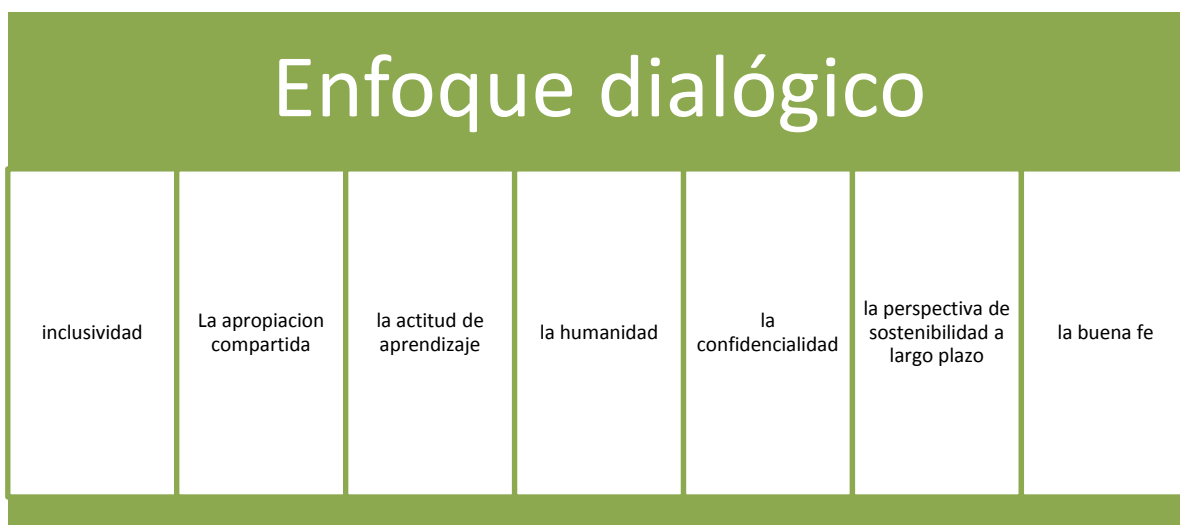 Enfoque dialógico
inclusividad
La apropiacion
compartida
la actitud de
aprendizaje
la humanidad
la
confidencialidad
la perspectiva de
sostenibilidad a
largo plazo
la buena fe